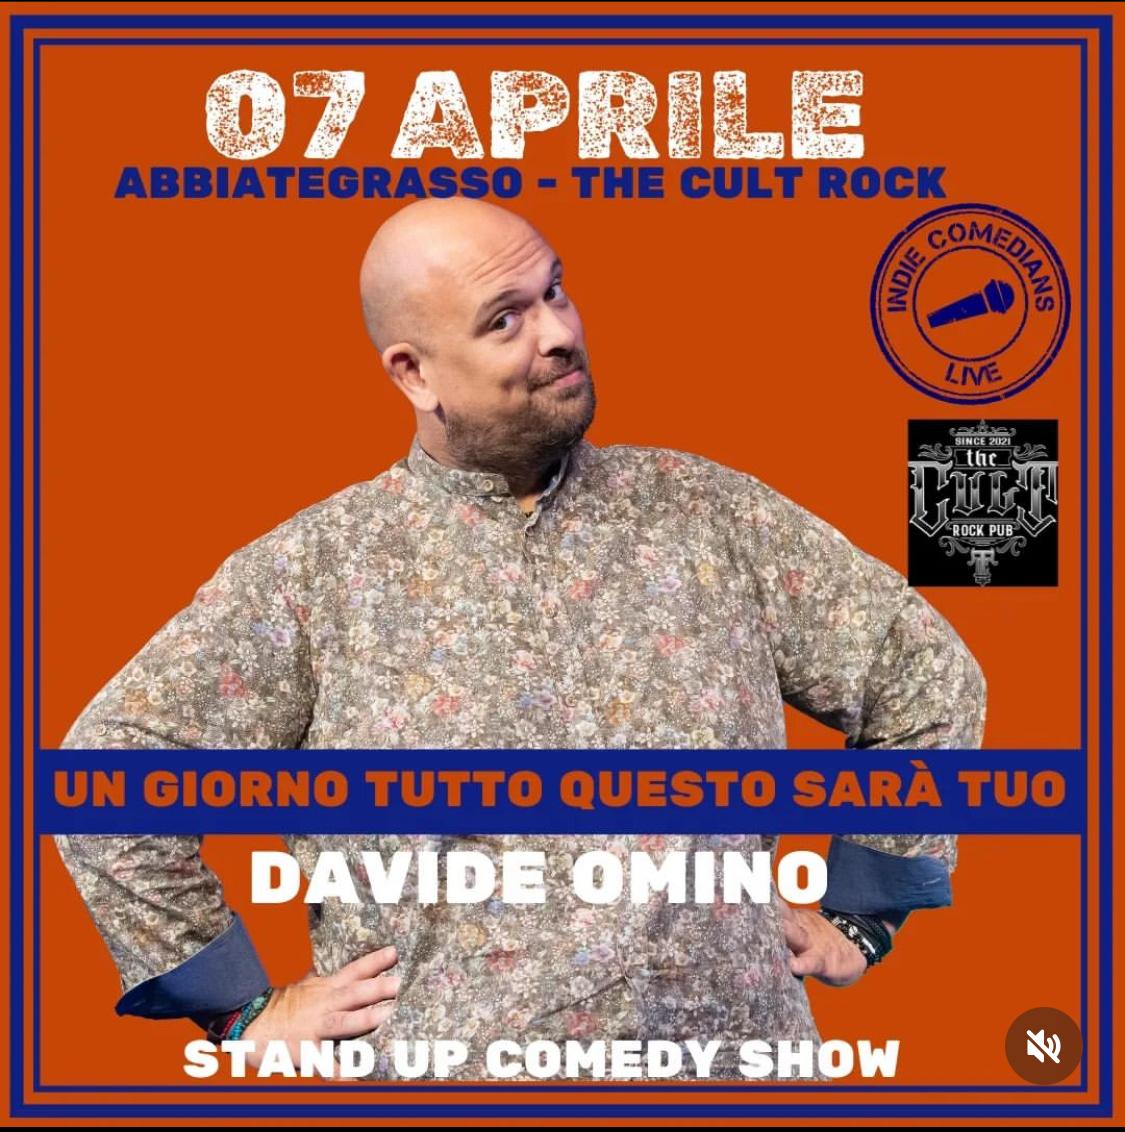 07 APRILE
ABBIATEGRASSO - THE CULT ROCK
INDIE COMEDIANS
LIVE
SINCE 2021
the
CULT
ROCK PUB
UN GIORNO TUTTO QUESTO SARÀ TUO
DAVIDE OMINO
STAND UP COMEDY SHOW